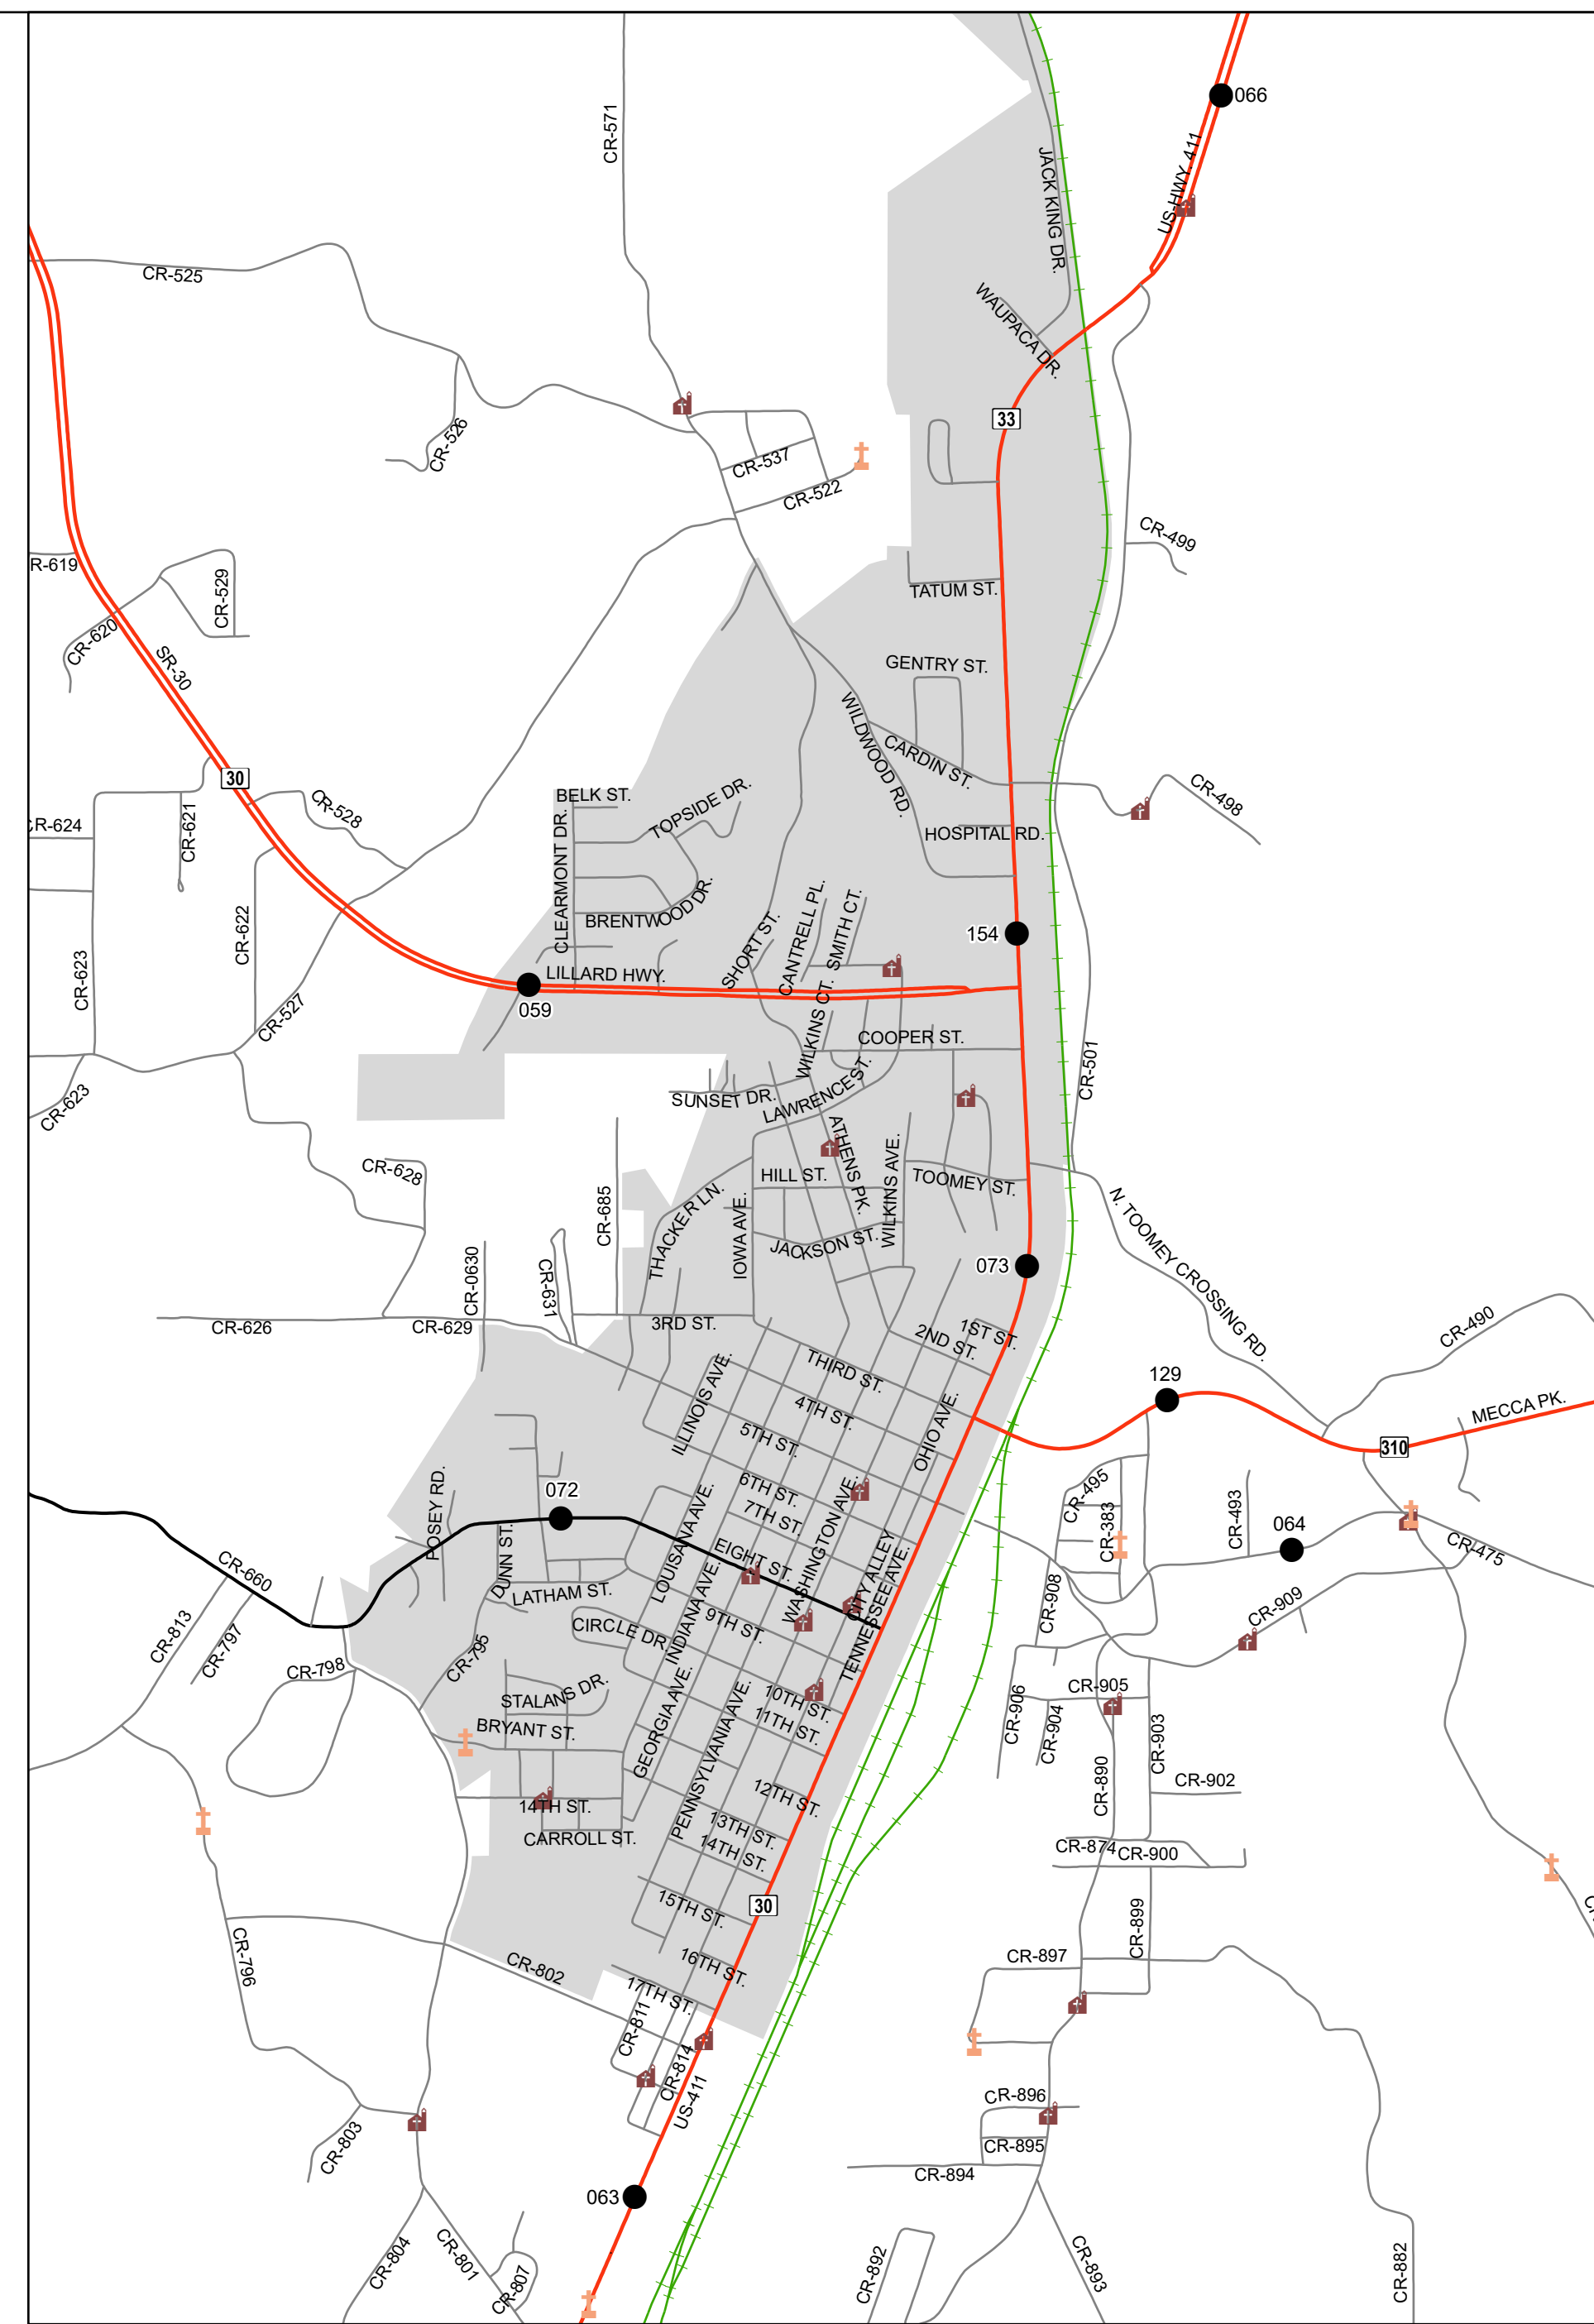 066
CR-571
US-HWY. 411
JACK KING DR.
CR-525
WAUPACA DR.
33
CR-526
CR-537
CR-522
CR-499
R-619
CR-529
TATUM ST.
CR-620
SR-30
GENTRY ST.
WILDWOOD RD.
CARDIN ST.
30
CR-528
BELK ST.
TOPSIDE DR.
CR-498
CR-624
CR-621
HOSPITAL RD.
CLEARMONT DR.
CR-622
BRENTWOOD DR.
SHORT ST.
CANTRELL PL.
SMITH CT.
154
CR-623
LILLARD HWY.
059
CR-527
WILKINS CT.
COOPER ST.
CR-501
CR-623
SUNSET DR.
LAWRENCE ST.
CR-628
ATHENS PK.
WILKINS AVE.
HILL ST.
TOOMEY ST.
CR-685
THACKER LN.
IOWA AVE.
JACKSON ST.
N. TOOMEY CROSSING RD.
CR-0630
CR-631
073
CR-626
CR-629
3RD ST.
1ST ST.
2ND ST.
CR-490
THIRD ST.
129
ILLINOIS AVE.
4TH ST.
MECCA PK.
5TH ST.
OHIO AVE.
310
POSEY RD.
072
6TH ST.
CR-495
7TH ST.
CR-383
CR-493
064
LOUISANA AVE.
WASHINGTON AVE.
CR-475
CR-660
DUNN ST.
EIGHT ST.
CITY ALLEY
LATHAM ST.
INDIANA AVE.
TENNESSEE AVE.
CR-908
CR-909
CR-813
CR-797
CIRCLE DR.
9TH ST.
CR-798
CR-795
STALANS DR.
GEORGIA AVE.
10TH ST.
CR-906
CR-905
CR-904
BRYANT ST.
PENNSYLVANIA AVE.
11TH ST.
CR-903
CR-890
CR-902
12TH ST.
14TH ST.
13TH ST.
CARROLL ST.
14TH ST.
CR-874
CR-900
15TH ST.
30
CR-899
CR-796
CR-802
16TH ST.
CR-897
17TH ST.
CR-811
CR-814
US-411
CR-896
CR-803
CR-895
CR-894
063
CR-804
CR-801
CR-807
CR-892
CR-893
CR-882